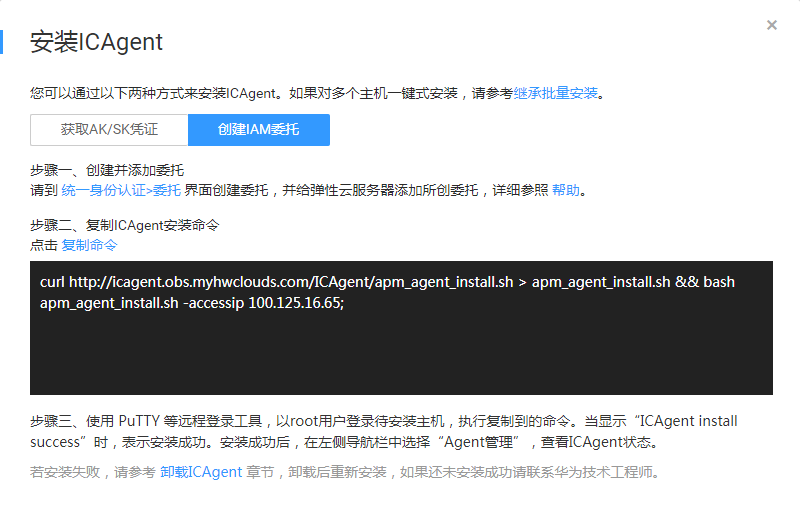 安装ICAgent
×
您可以通过以下两种方式来安装ICAgent。如果对多个主机一键式安装，请参考继承批量安装。
获取AK/SK凭证
创建IAM委托
步骤一、创建并添加委托
请到 统一身份认证>委托 界面创建委托，并给弹性云服务器添加所创委托，详细参照 帮助。
步骤二、复制ICAgent安装命令
点击 复制命令
curl http://icagent.obs.myhwclouds.com/ICAgent/apm_agent_install.sh > apm_agent_install.sh && bash
apm_agent_install.sh -accessip 100.125.16.65;
步骤三、使用 PuTTY 等远程登录工具，以root用户登录待安装主机，执行复制到的命令。当显示“ICAgent install
success”时，表示安装成功。安装成功后，在左侧导航栏中选择“Agent管理”，查看ICAgent状态。
若安装失败，请参考 卸载ICAgent 章节，卸载后重新安装，如果还未安装成功请联系华为技术工程师。